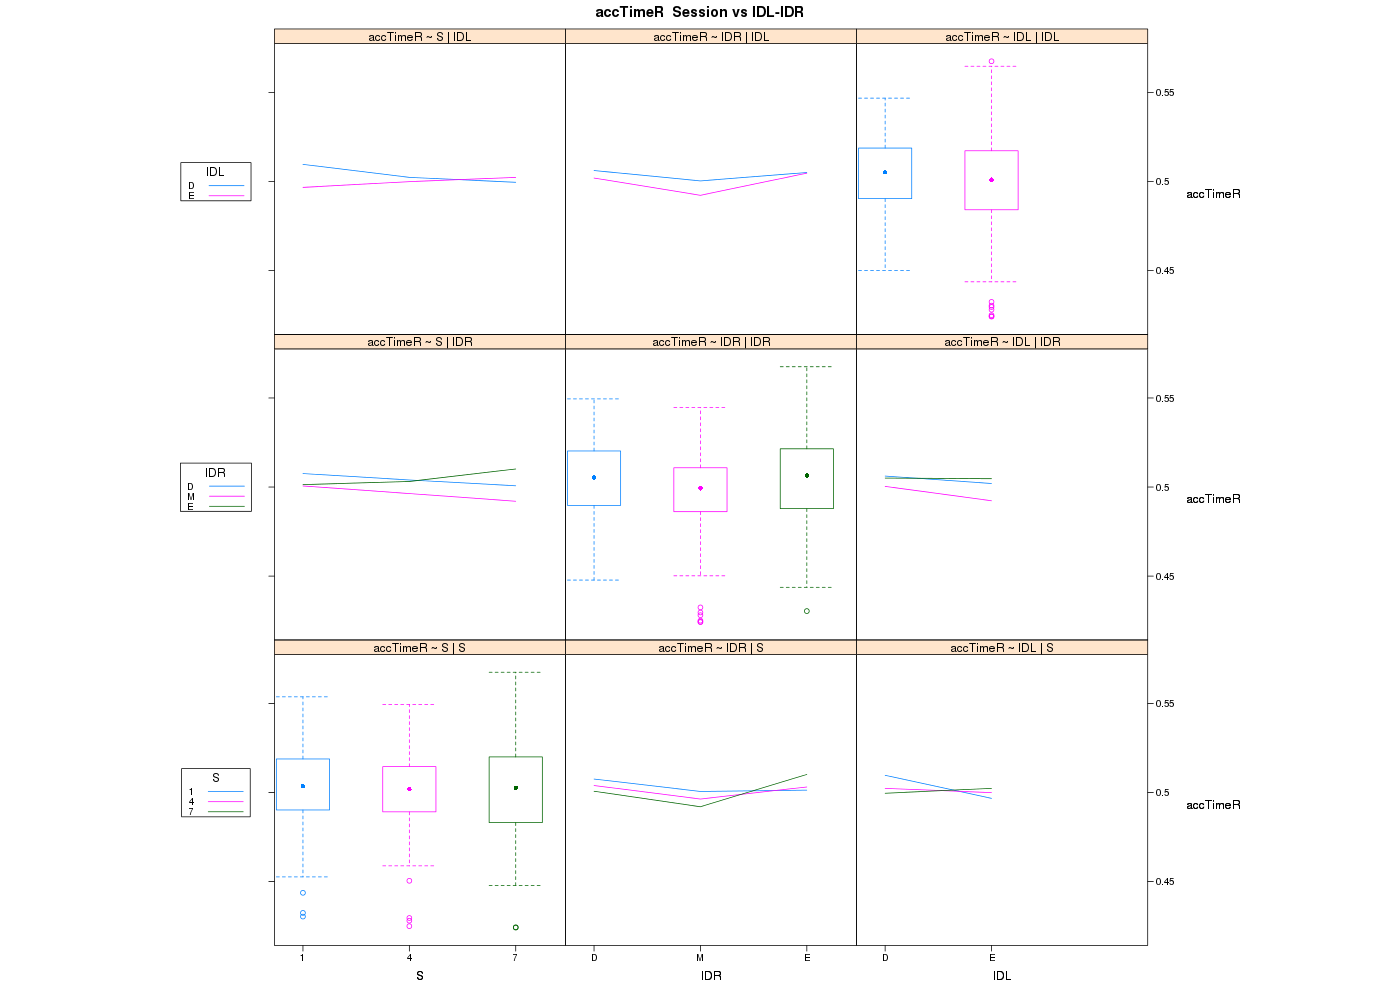 accTimeR  Session vs IDL-IDR
accTimeR ~ S | IDL
accTimeR ~ IDR | IDL
accTimeR ~ IDL | IDL
0.55
0.5
0.45
accTimeR
IDL
D
E
accTimeR ~ S | IDR
accTimeR ~ IDR | IDR
accTimeR ~ IDL | IDR
0.55
0.5
0.45
accTimeR
IDR
D
M
E
accTimeR ~ S | S
accTimeR ~ IDR | S
accTimeR ~ IDL | S
0.55
0.5
0.45
accTimeR
S
1
4
7
1 4 7 D M E D E
S IDR IDL